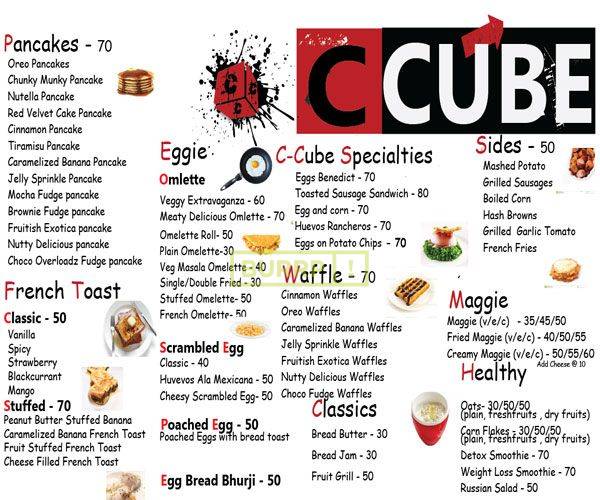 C CUBE
C C C
Pancakes - 70
Oreo Pancakes
Chunky Munky Pancake
Nutella Pancake
Red Velvet Cake Pancake
Cinnamon Pancake
Tiramisu Pancake
Caramelized Banana Pancake
Jelly Sprinkle Pancake
Mocha Fudge pancake
Brownie Fudge pancake
Fruitish Exotica pancake
Nutty Delicious pancake
Choco Overloadz Fudge pancake
French Toast
Classic - 50
Vanilla
Spicy
Strawberry
Blackcurrant
Mango
Stuffed - 70
Peanut Butter Stuffed Banana
Caramelized Banana French Toast
Fruit Stuffed French Toast
Cheese Filled French Toast
Eggie
Omlette
Veggy Extravaganza - 60
Meaty Delicious Omlette - 70
Omelette Roll- 50
Plain Omelette-30
Veg Masala Omelette- 40
Single/Double Fried - 30
Stuffed Omelette- 50
French Omelette- 50
Scrambled Egg
Classic - 40
Huevos Ala Mexicana - 50
Cheesy Scrambled Egg- 50
Poached Egg - 50
Poached Eggs with bread toast
Egg Bread Bhurji - 50
C-Cube Specialties
Eggs Benedict - 70
Toasted Sausage Sandwich - 80
Egg and corn - 70
Huevos Rancheros - 70
Eggs on Potato Chips - 70
Waffle - 70
Cinnamon Waffles
Oreo Waffles
Caramelized Banana Waffles
Jelly Sprinkle Waffles
Fruitish Exotica Waffles
Nutty Delicious Waffles
Choco Fudge Waffles
Classics
Bread Butter - 30
Bread Jam - 30
Fruit Grill - 50
Sides - 50
Mashed Potato
Grilled Sausages
Boiled Corn
Hash Browns
Grilled Garlic Tomato
French Fries
Maggie
Maggie (v/e/c) - 35/45/50
Fried Maggie (v/e/c) - 40/50/55
Creamy Maggie (v/e/c) - 50/55/60
Add Cheese @ 10
Healthy
Oats- 30/50/50
(plain, freshfruits , dry fruits)
Corn Flakes - 30/50/50
(plain, freshfruits , dry fruits)
Detox Smoothie - 70
Weight Loss Smoothie - 70
Russian Salad - 50